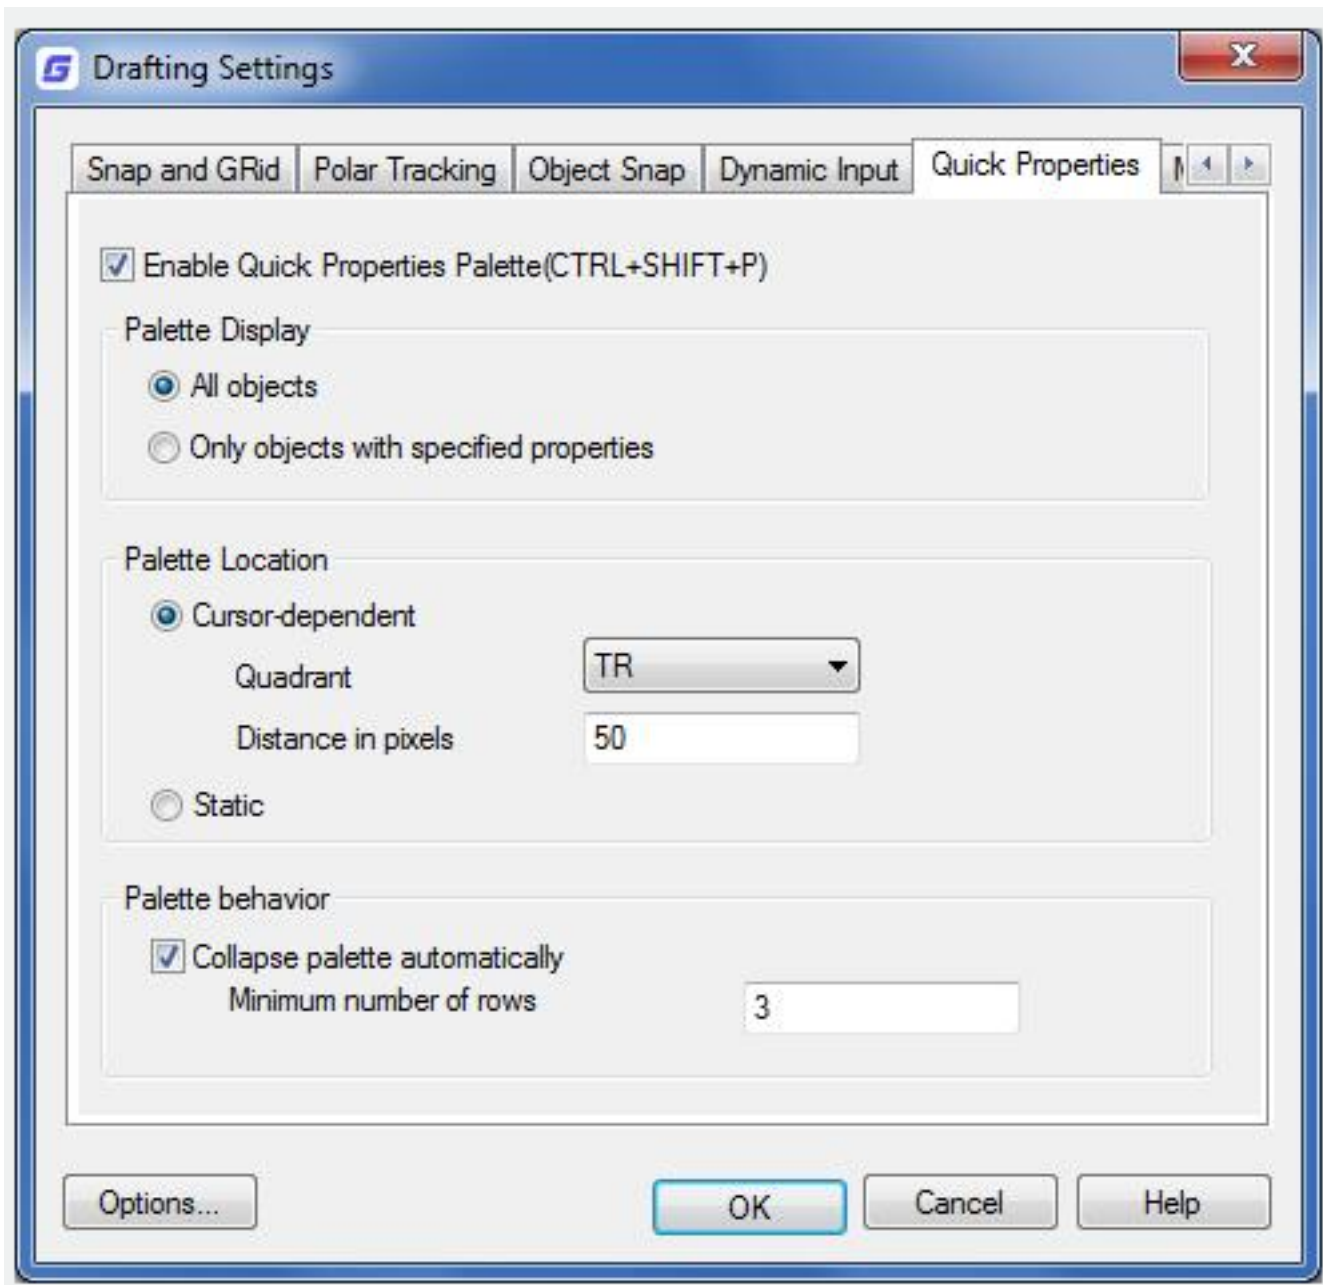 Drafting Settings
Snap and GRid Polar Tracking Object Snap Dynamic Input Quick Properties
Enable Quick Properties Palette(CTRL+SHIFT+P)
Palette Display
All objects
Only objects with specified properties
Palette Location
Cursor-dependent
Quadrant TR
Distance in pixels 50
Static
Palette behavior
Collapse palette automatically
Minimum number of rows 3
Options... OK Cancel Help